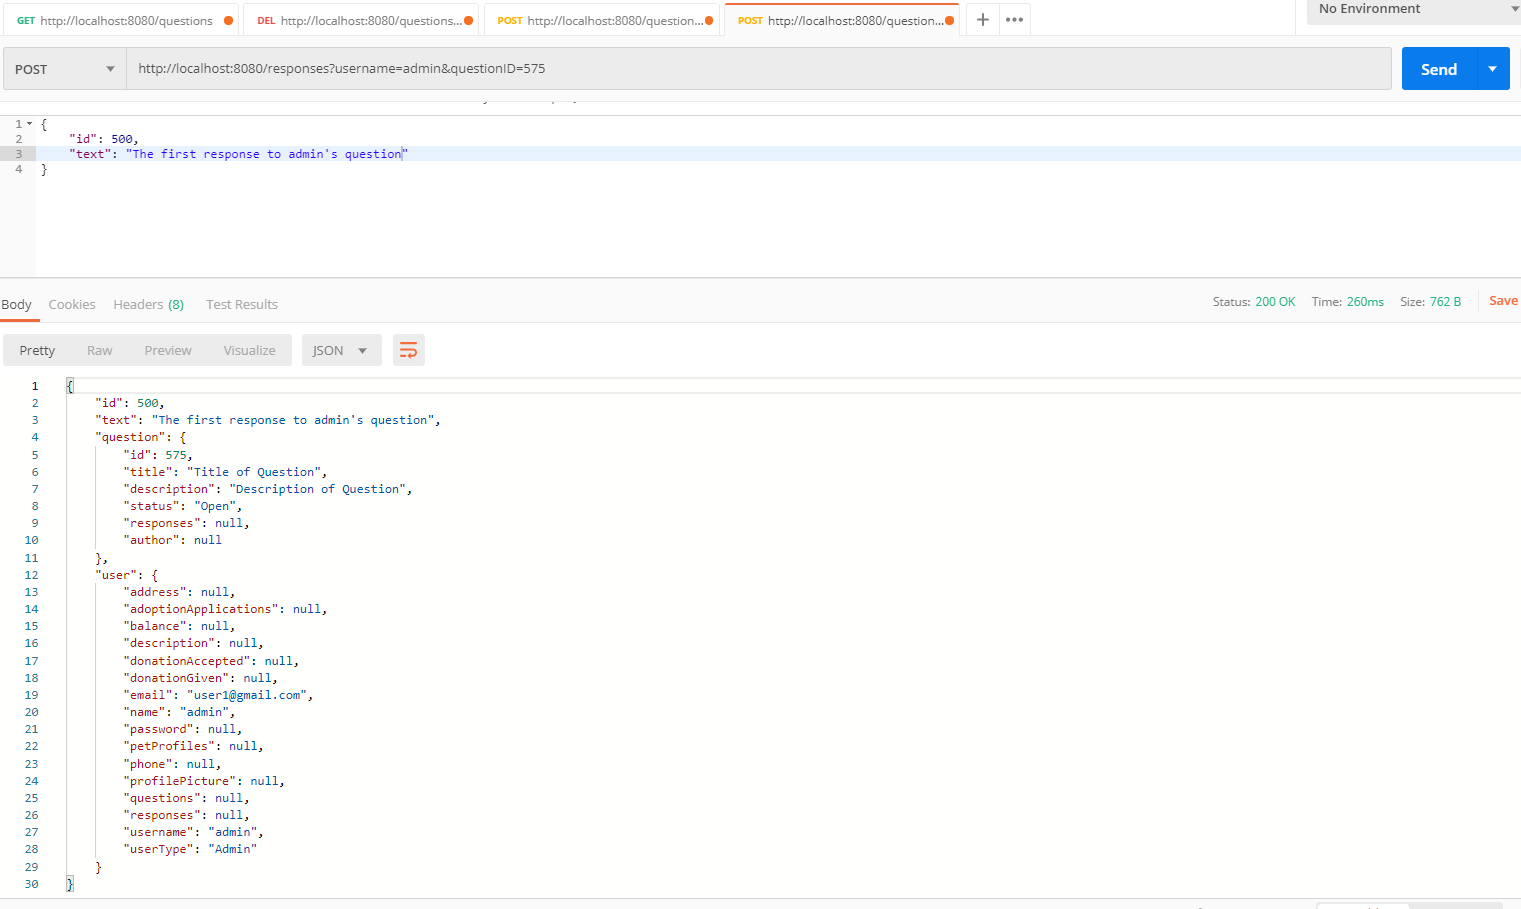 GET http://localhost:8080/questions
DEL http://localhost:8080/questions...
POST http://localhost:8080/question...
POST http://localhost:8080/question...
+ •••
No Environment
POST http://localhost:8080/responses?username=admin&questionID=575
Send
1 {
2 "id": 500,
3 "text": "The first response to admin's question"
4 }
Body Cookies Headers (8) Test Results
Status: 200 OK Time: 260ms Size: 762 B Save
Pretty Raw Preview Visualize JSON
1 {
2 "id": 500,
3 "text": "The first response to admin's question",
4 "question": {
5 "id": 575,
6 "title": "Title of Question",
7 "description": "Description of Question",
8 "status": "Open",
9 "responses": null,
10 "author": null
11 },
12 "user": {
13 "address": null,
14 "adoptionApplications": null,
15 "balance": null,
16 "description": null,
17 "donationAccepted": null,
18 "donationGiven": null,
19 "email": "user1@gmail.com",
20 "name": "admin",
21 "password": null,
22 "petProfiles": null,
23 "phone": null,
24 "profilePicture": null,
25 "questions": null,
26 "responses": null,
27 "username": "admin",
28 "userType": "Admin"
29 }
30 }